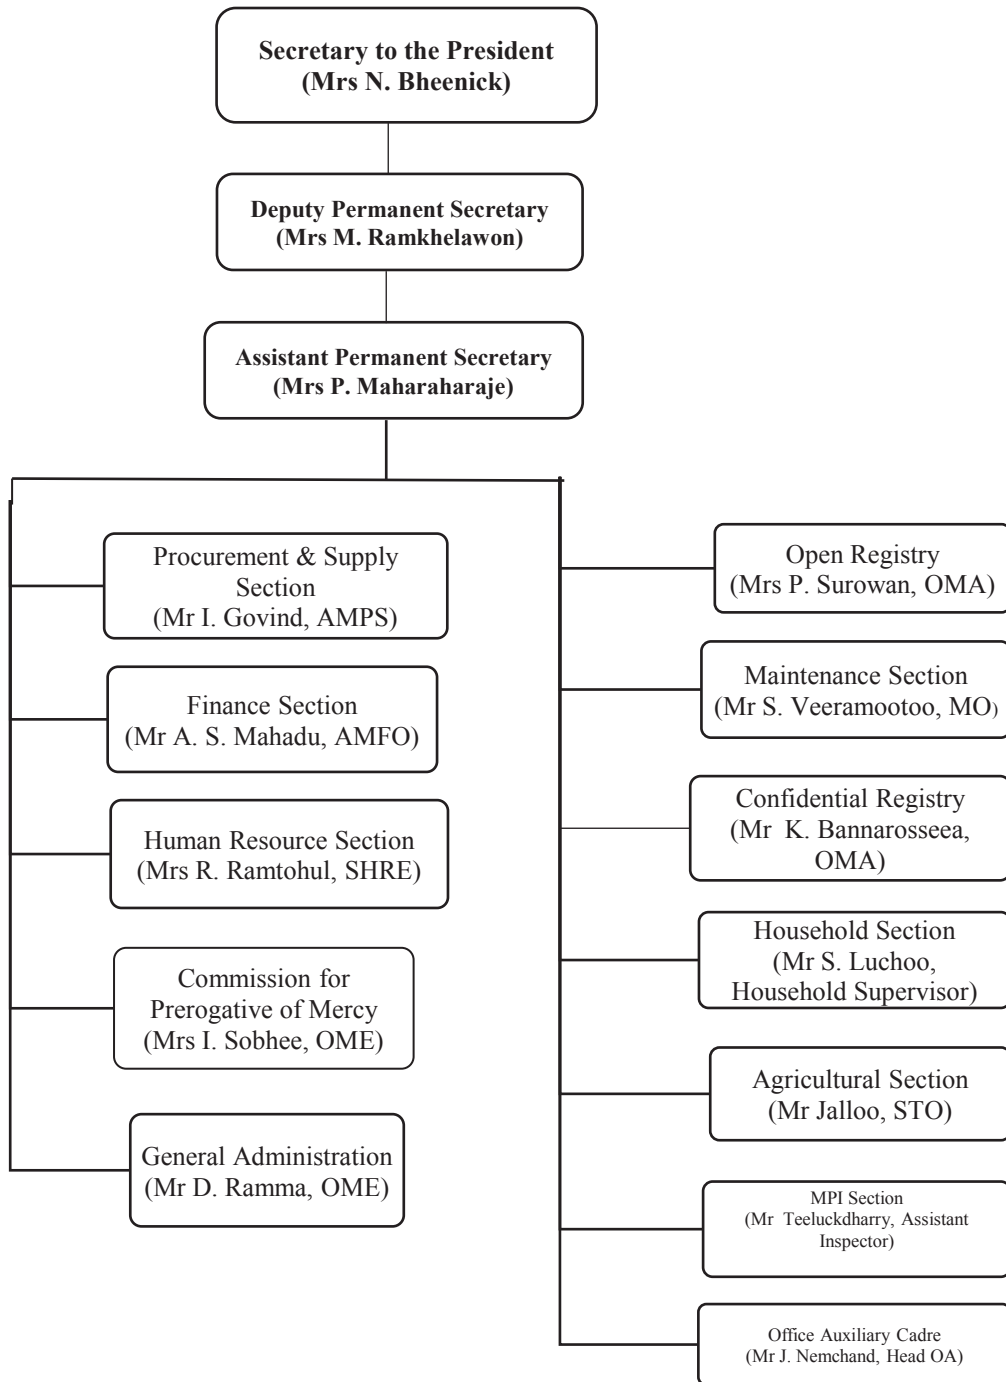 Secretary to the President
(Mrs N. Bheenick)
Deputy Permanent Secretary
(Mrs M. Ramkhelawon)
Assistant Permanent Secretary
(Mrs P. Maharaharaje)
Procurement & Supply
Section
(Mr I. Govind, AMPS)
Finance Section
(Mr A. S. Mahadu, AMFO)
Human Resource Section
(Mrs R. Ramtohul, SHRE)
Commission for
Prerogative of Mercy
(Mrs I. Sobhee, OME)
General Administration
(Mr D. Ramma, OME)
Open Registry
(Mrs P. Surowan, OMA)
Maintenance Section
(Mr S. Veeramootoo, MO)
Confidential Registry
(Mr K. Bannarosseea,
OMA)
Household Section
(Mr S. Luchoo,
Household Supervisor)
Agricultural Section
(Mr Jalloo, STO)
MPI Section
(Mr Teeluckdharry, Assistant
Inspector)
Office Auxiliary Cadre
(Mr J. Nemchand, Head OA)